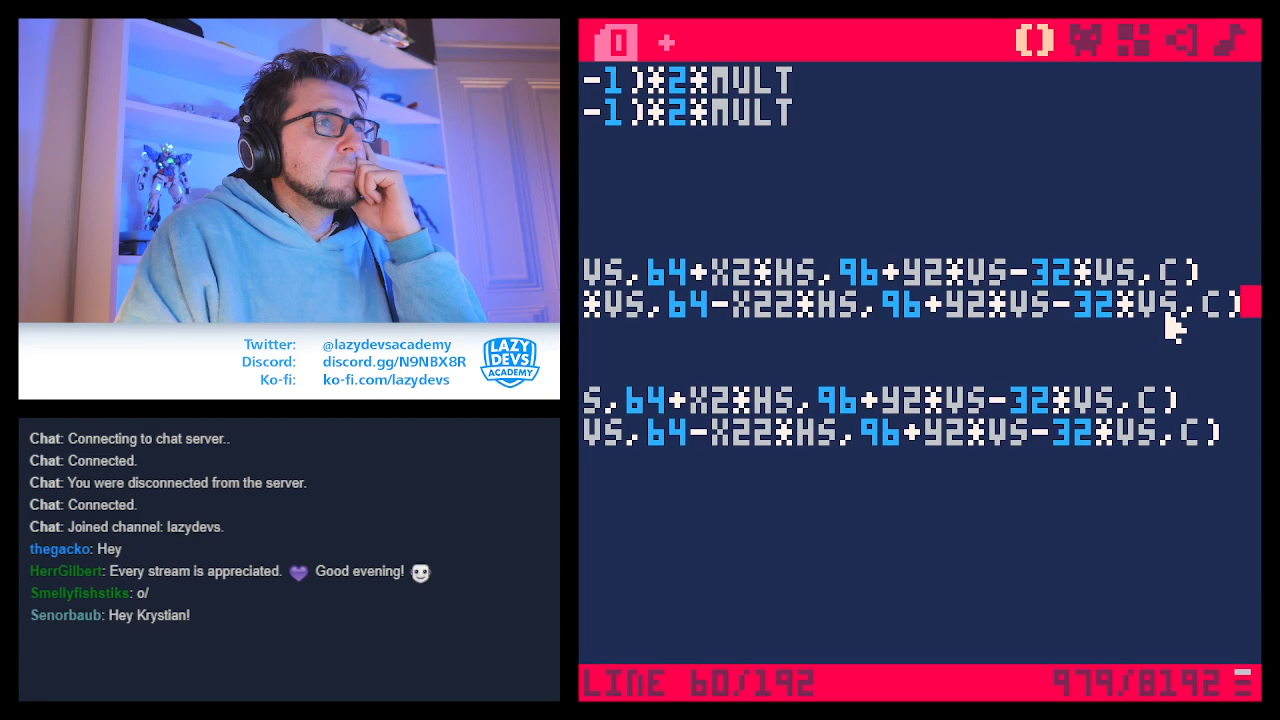 Twitter: @lazydevsacademy
Discord: discord.gg/N9NBX8R
Ko-fi: ko-fi.com/lazydevs
LAZY
DEVS
ACADEMY
Chat: Connecting to chat server..
Chat: Connected.
Chat: You were disconnected from the server.
Chat: Connected.
Chat: Joined channel: lazydevs.
thegacko: Hey
HerrGilbert: Every stream is appreciated. Good evening!
Smellyfishstiks: o/
Senorbaub: Hey Krystian!
0 +
-1)*2*MULT
-1)*2*MULT
VS,64+X2*HS,96+Y2*VS-32*VS,C)
*VS,64-X22*HS,96+Y2*VS-32*VS,C)
S,64+X2*HS,96+Y2*VS-32*VS,C)
VS,64-X22*HS,96+Y2*VS-32*VS,C)
LINE 60/192 979/8192